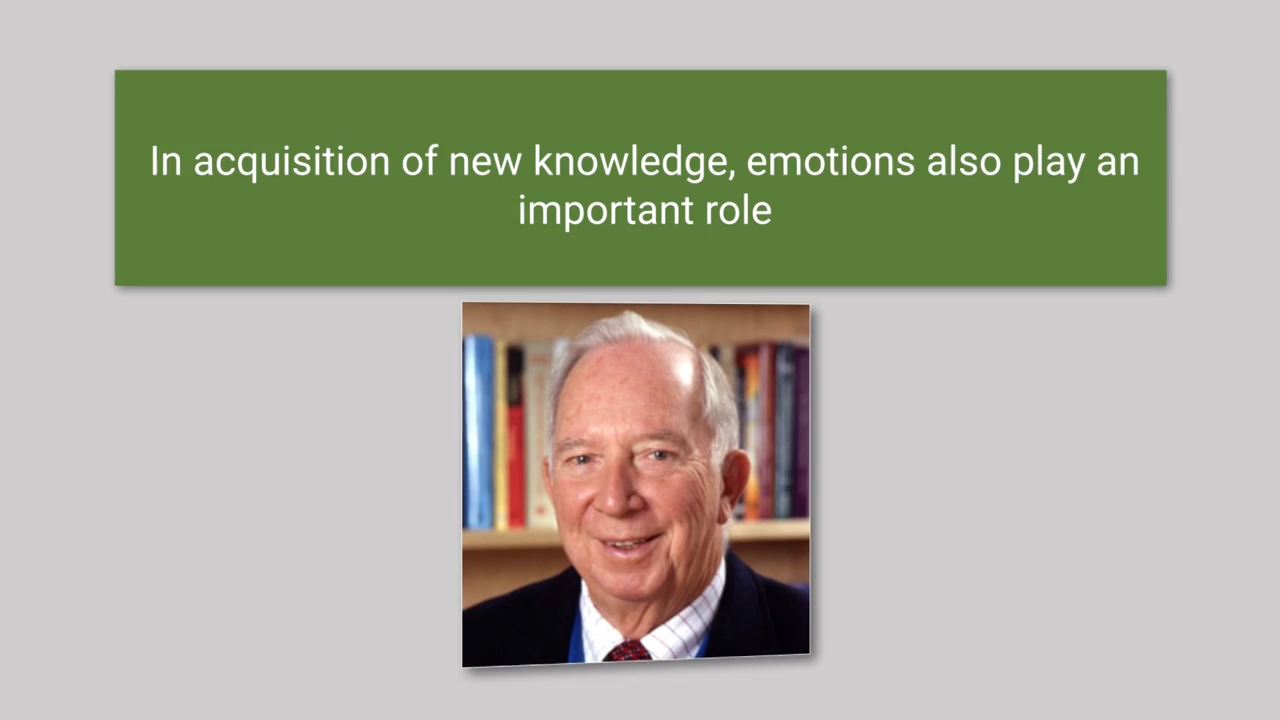 In acquisition of new knowledge, emotions also play an
important role